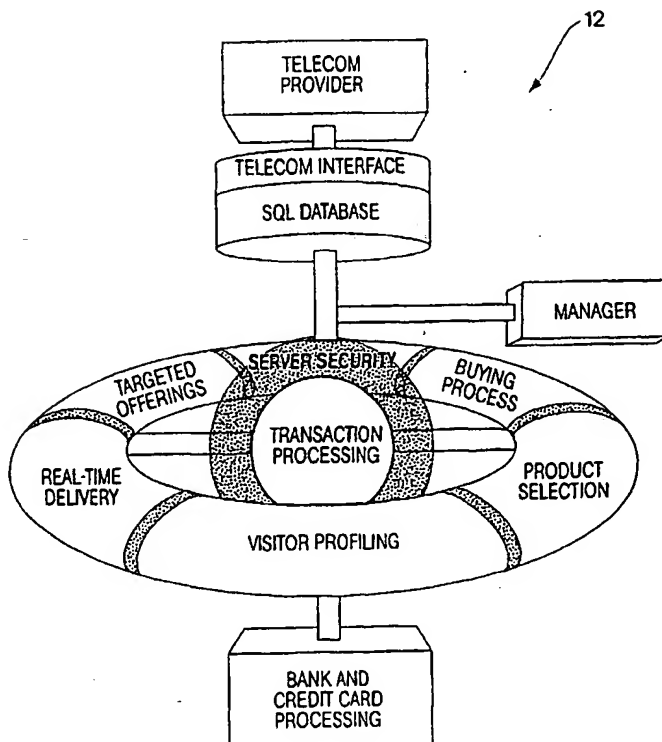 12
TELECOM
PROVIDER
TELECOM INTERFACE
SQL DATABASE
MANAGER
SERVER SECURITY
TARGETED
OFFERINGS
BUYING
PROCESS
TRANSACTION
PROCESSING
REAL-TIME
DELIVERY
PRODUCT
SELECTION
VISITOR PROFILING
BANK AND
CREDIT CARD
PROCESSING